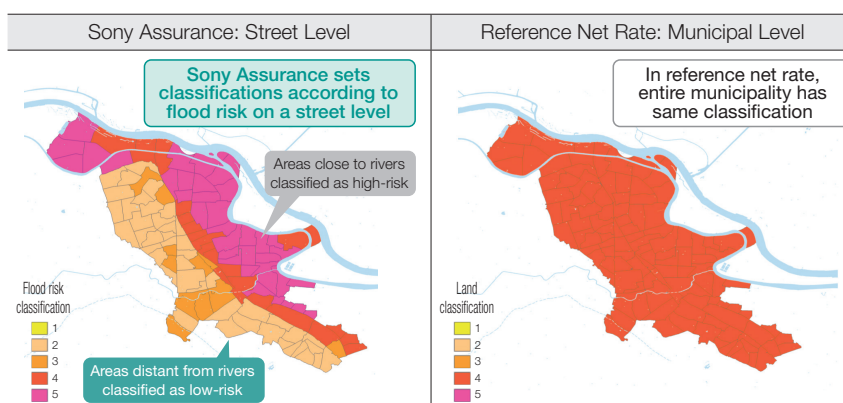 Sony Assurance: Street Level
Reference Net Rate: Municipal Level
Sony Assurance sets
classifications according to
flood risk on a street level
In reference net rate,
entire municipality has
same classification
Areas close to rivers
classified as high-risk
Flood risk
classification
1
2
3
4
5
Areas distant from rivers
classified as low-risk
Land
classification
1
2
3
4
5